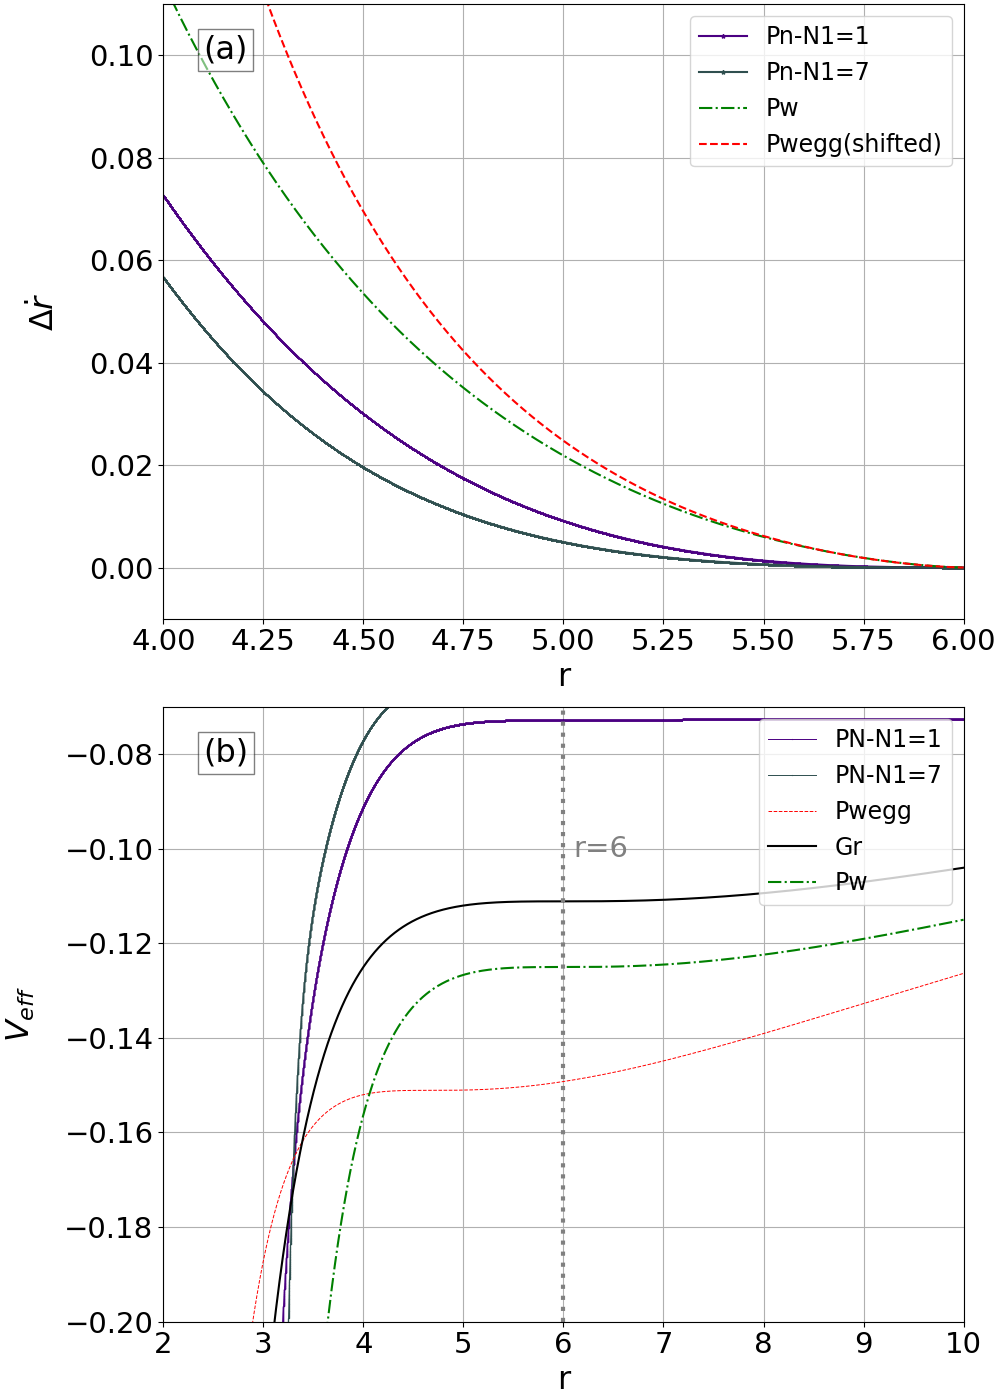 (a)
Pn-N1=1
Pn-N1=7
Pw
Pwegg(shifted)
0.10
0.08
0.06
0.04
0.02
0.00
Δṙ
4.00 4.25 4.50 4.75 5.00 5.25 5.50 5.75 6.00
r
(b)
PN-N1=1
PN-N1=7
Pwegg
Gr
Pw
r=6
−0.08
−0.10
−0.12
−0.14
−0.16
−0.18
−0.20
V_eff
2 3 4 5 6 7 8 9 10
r